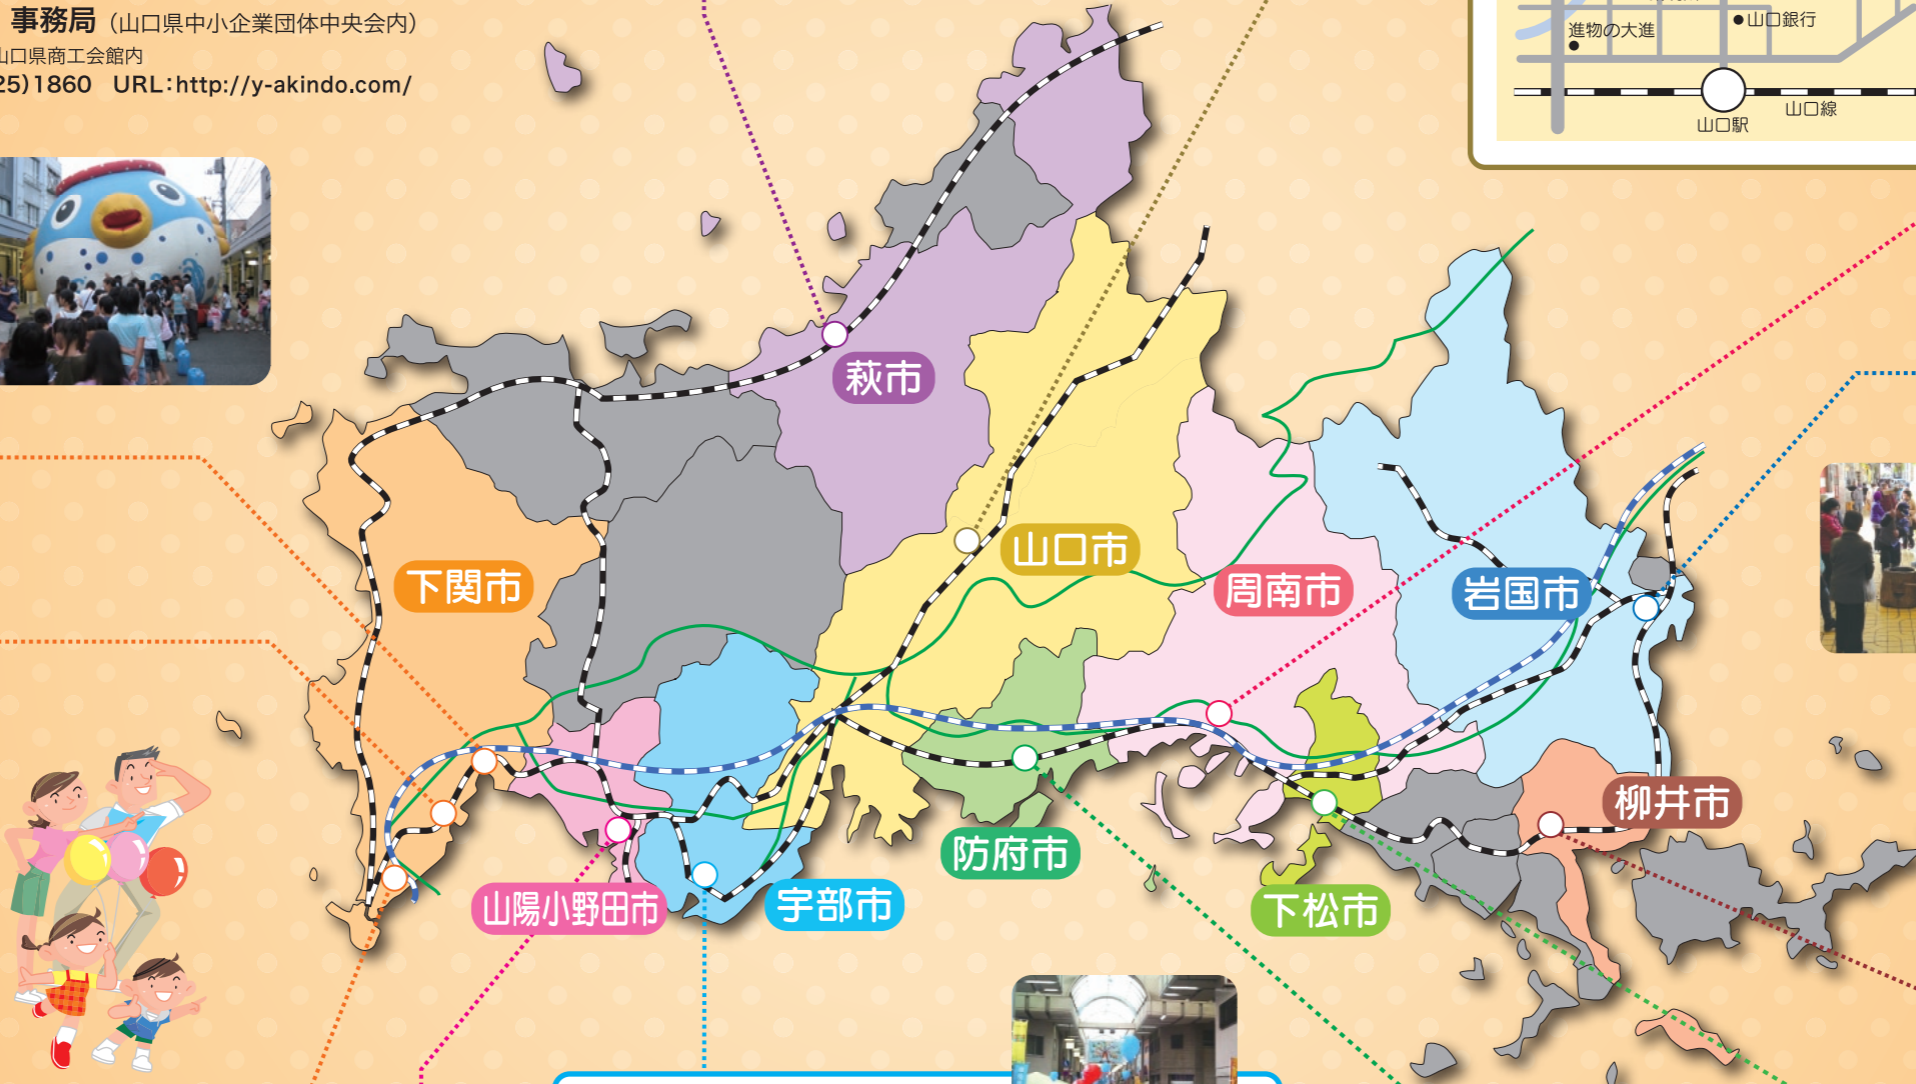 事務局（山口県中小企業団体中央会内）
山口県商工会館内
25)1860 URL:http://y-akindo.com/
進物の大進
●山口銀行
山口駅
山口線
萩市
山口市
下関市
周南市
岩国市
柳井市
防府市
山陽小野田市
宇部市
下松市